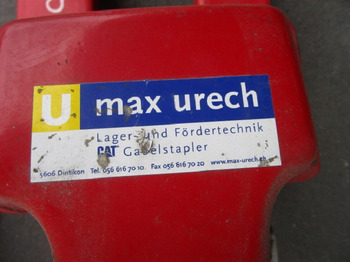 U max urech
Lager- und Fördertechnik
CAT Gabelstapler
5606 Dintikon Tel. 056 616 70 10 Fax 056 616 70 20 www.max-urech.ch